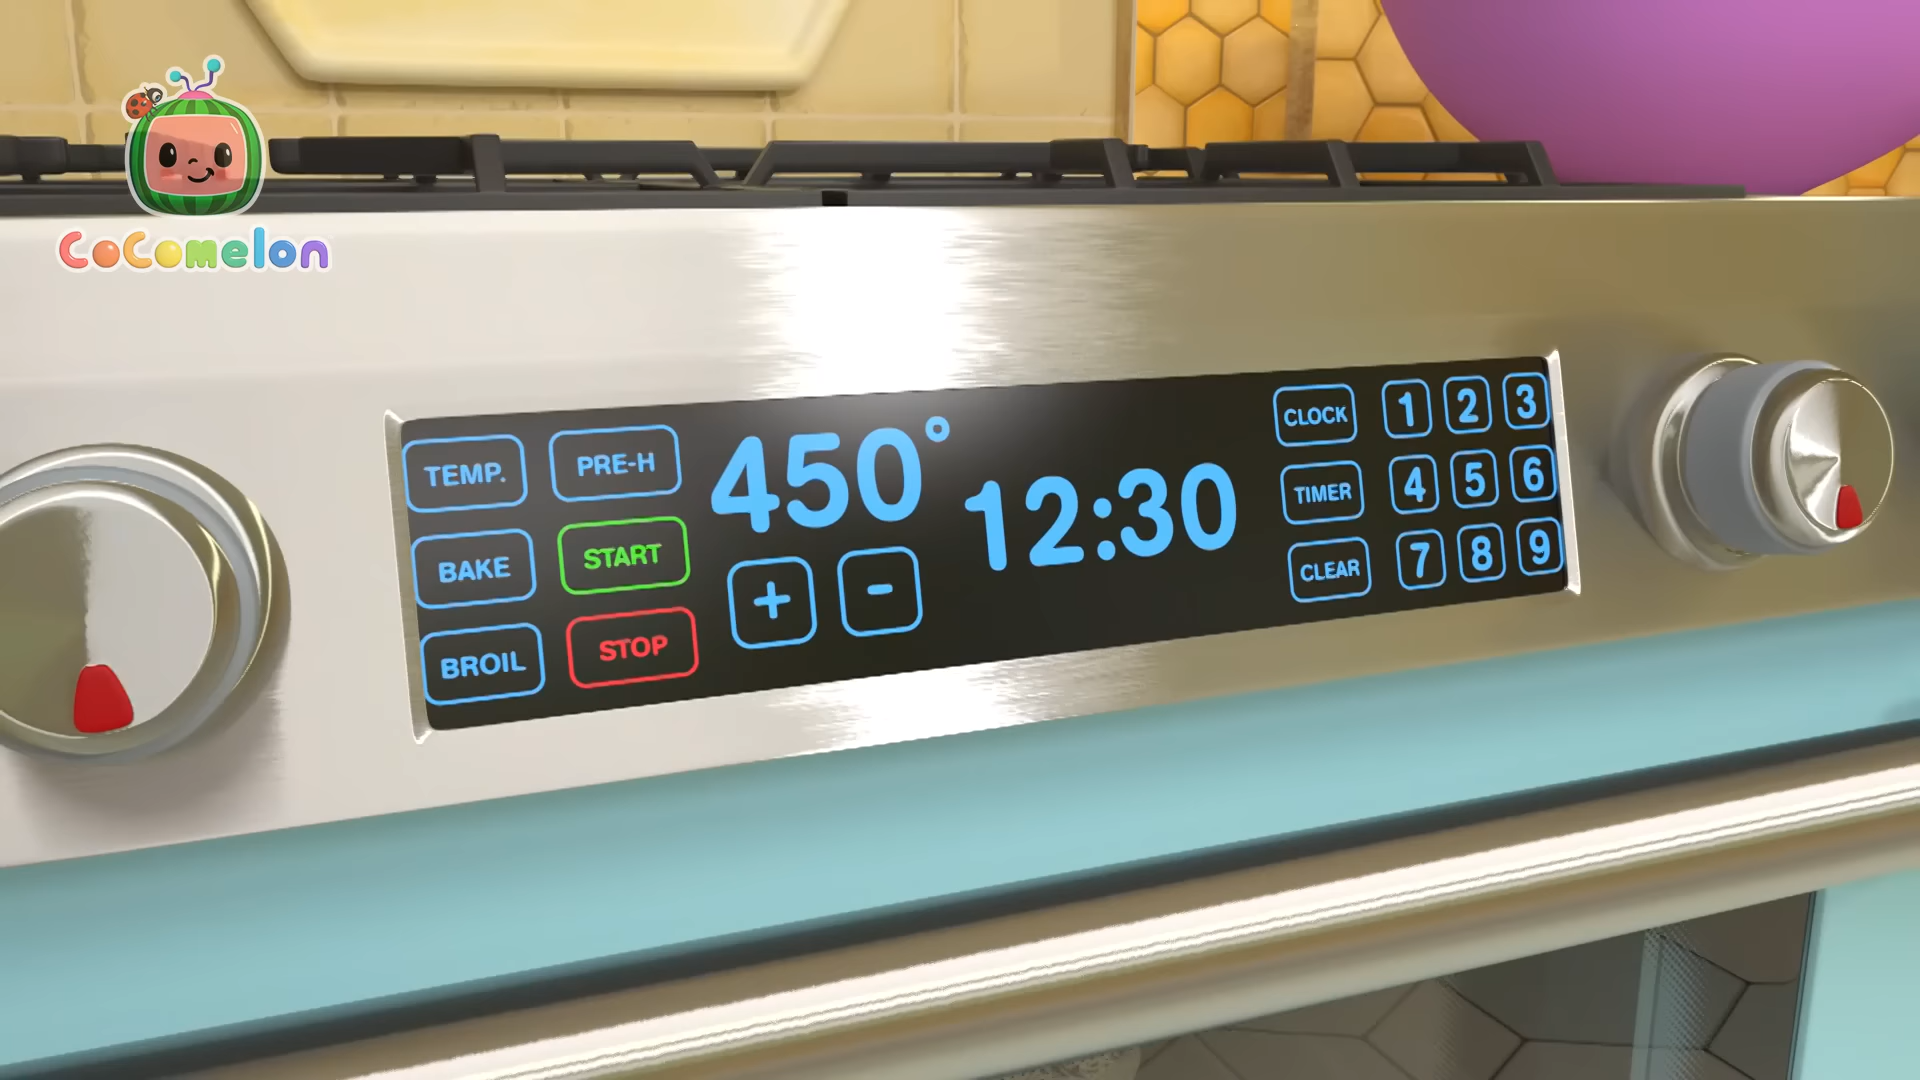 CoComelon
TEMP. PRE-H 450° 12:30 CLOCK 1 2 3
BAKE START + - TIMER 4 5 6
BROIL STOP CLEAR 7 8 9